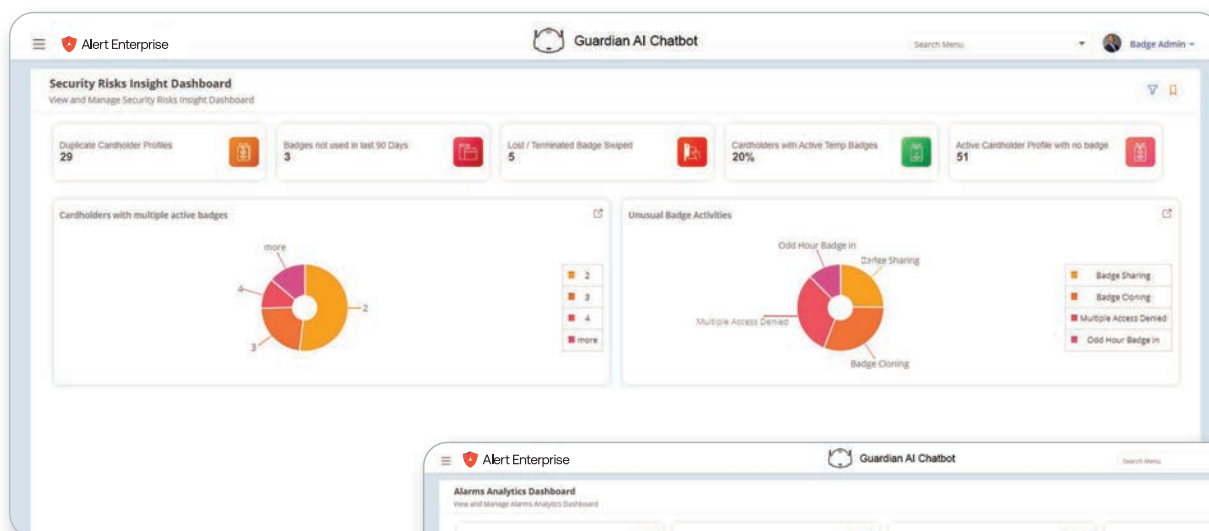 Alert Enterprise
Guardian AI Chatbot
Search Menu
Badge Admin
Security Risks Insight Dashboard
View and Manage Security Risks Insight Dashboard
Duplicate Cardholder Profiles
29
Badges not used in last 90 Days
3
Lost / Terminated Badge Swiped
5
Cardholders with Active Temp Badges
20%
Active Cardholder Profile with no badge
51
Cardholders with multiple active badges
more
4
2
3
2
3
4
more
Unusual Badge Activities
Odd Hour Badge in
Badge Sharing
Multiple Access Denied
Badge Cloning
Badge Sharing
Badge Cloning
Multiple Access Denied
Odd Hour Badge in
Alert Enterprise
Guardian AI Chatbot
Search Menu
Alarms Analytics Dashboard
View and Manage Alarms Analytics Dashboard